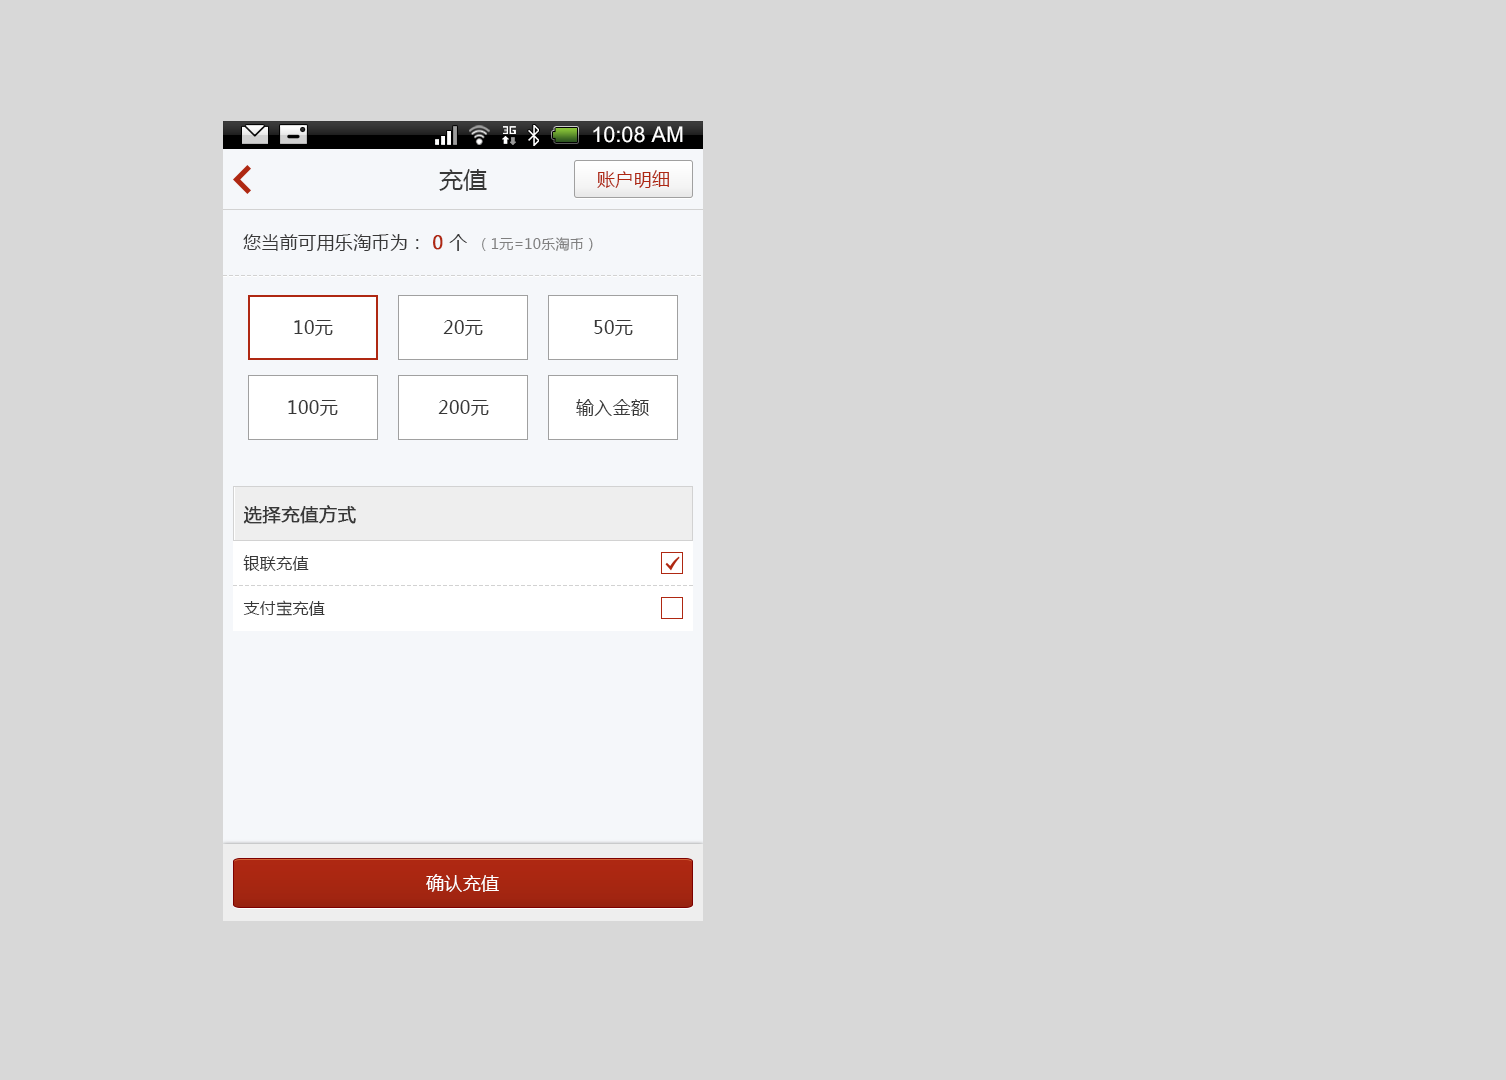 3G 10:08 AM
充值 账户明细
您当前可用乐淘币为： 0 个 （1元=10乐淘币）
10元 20元 50元
100元 200元 输入金额
选择充值方式
银联充值
支付宝充值
确认充值